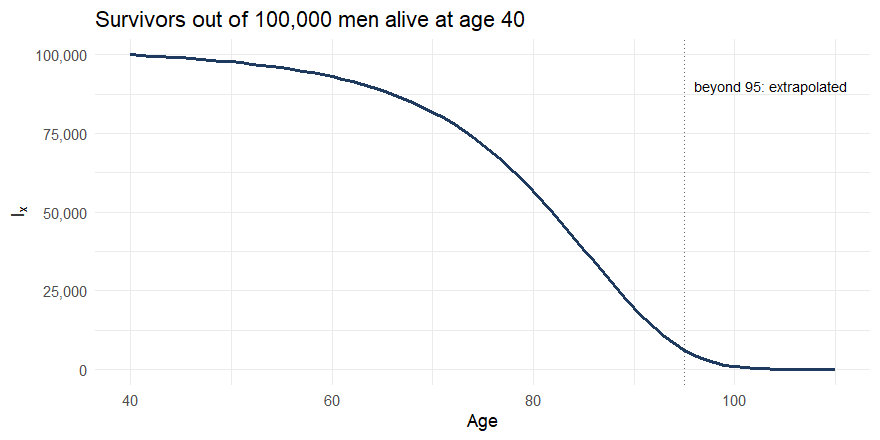 Survivors out of 100,000 men alive at age 40
100,000
beyond 95: extrapolated
75,000
lₓ
50,000
25,000
0
40 60 80 100
Age